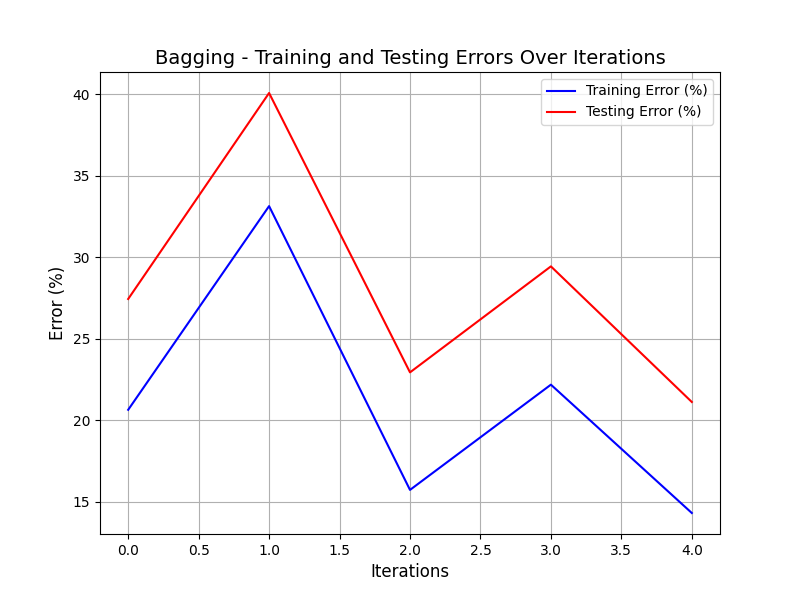 Bagging - Training and Testing Errors Over Iterations
Training Error (%)
Testing Error (%)
Error (%)
40
35
30
25
20
15
0.0 0.5 1.0 1.5 2.0 2.5 3.0 3.5 4.0
Iterations